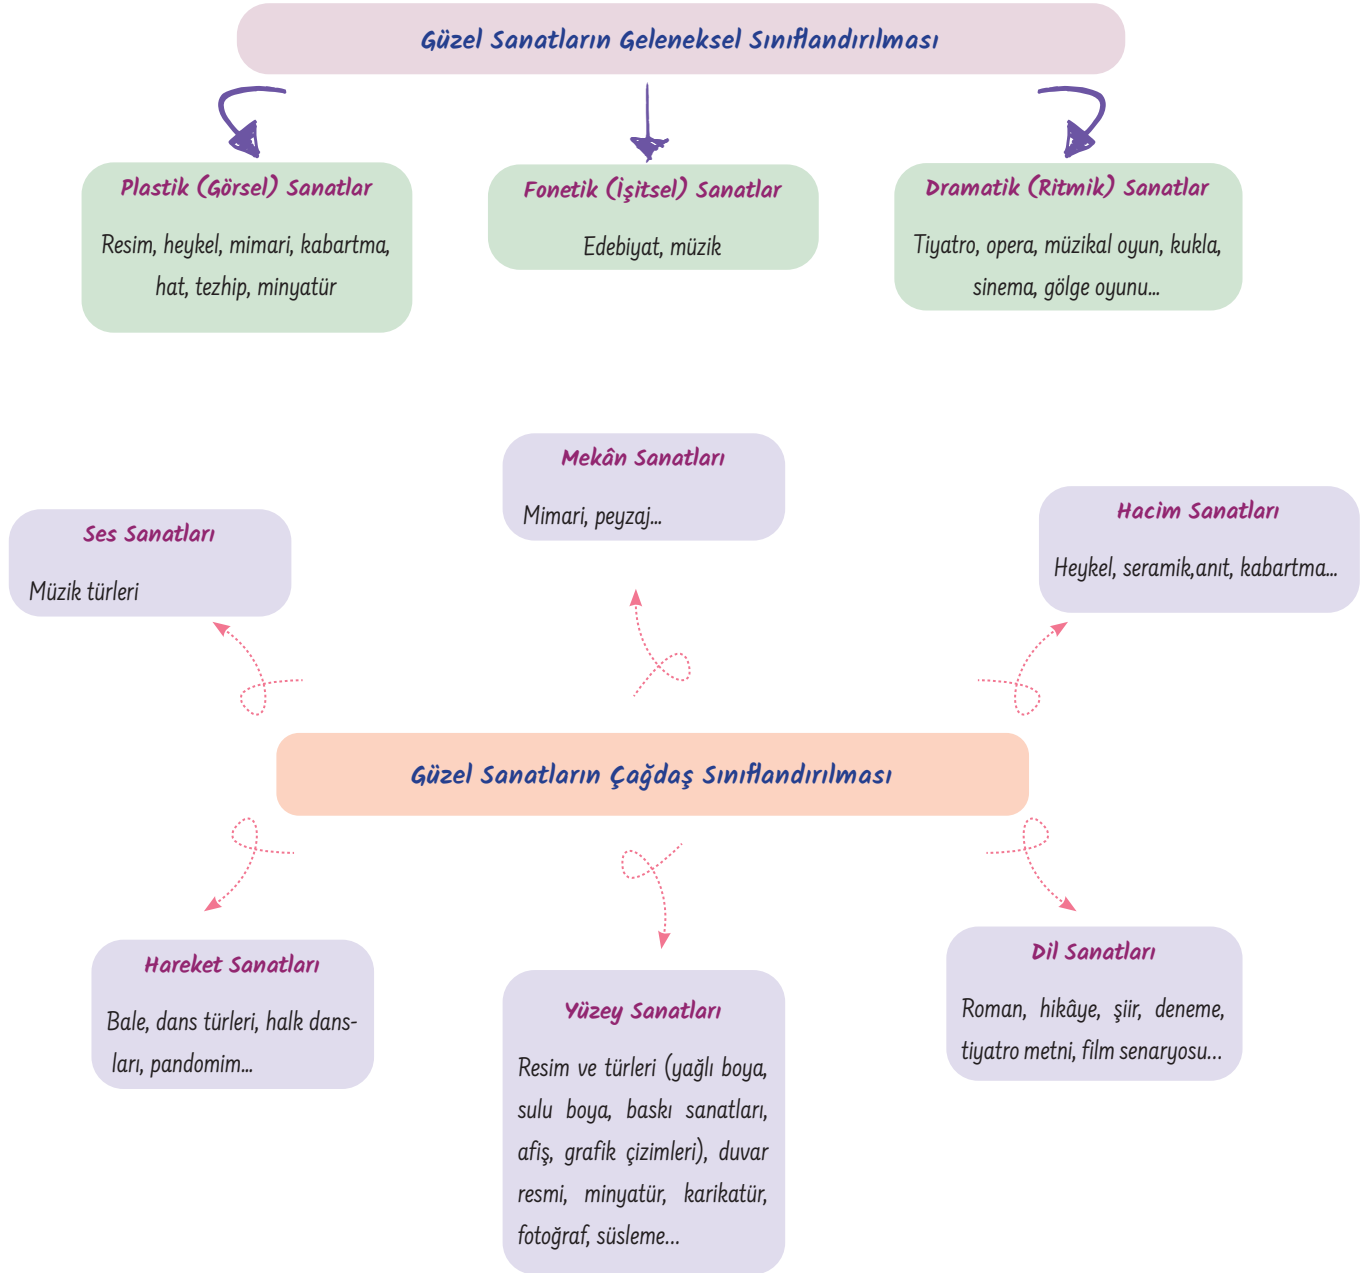 Güzel Sanatların Geleneksel Sınıflandırılması
Plastik (Görsel) Sanatlar
Resim, heykel, mimari, kabartma,
hat, tezhip, minyatür
Fonetik (İşitsel) Sanatlar
Edebiyat, müzik
Dramatik (Ritmik) Sanatlar
Tiyatro, opera, müzikal oyun, kukla,
sinema, gölge oyunu...
Ses Sanatları
Müzik türleri
Mekân Sanatları
Mimari, peyzaj...
Hacim Sanatları
Heykel, seramik,anıt, kabartma...
Güzel Sanatların Çağdaş Sınıflandırılması
Hareket Sanatları
Bale, dans türleri, halk dans-
ları, pandomim...
Yüzey Sanatları
Resim ve türleri (yağlı boya,
sulu boya, baskı sanatları,
afiş, grafik çizimleri), duvar
resmi, minyatür, karikatür,
fotoğraf, süsleme...
Dil Sanatları
Roman, hikâye, şiir, deneme,
tiyatro metni, film senaryosu...